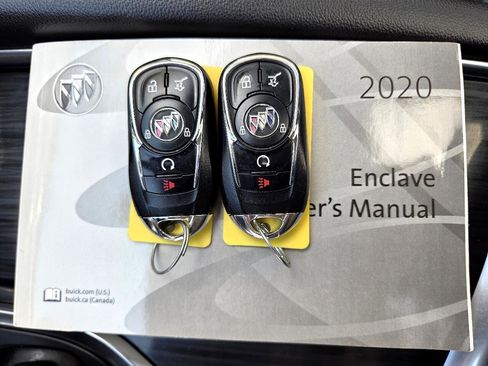 2020
Enclave
er's Manual
buick.com (U.S.)
buick.ca (Canada)